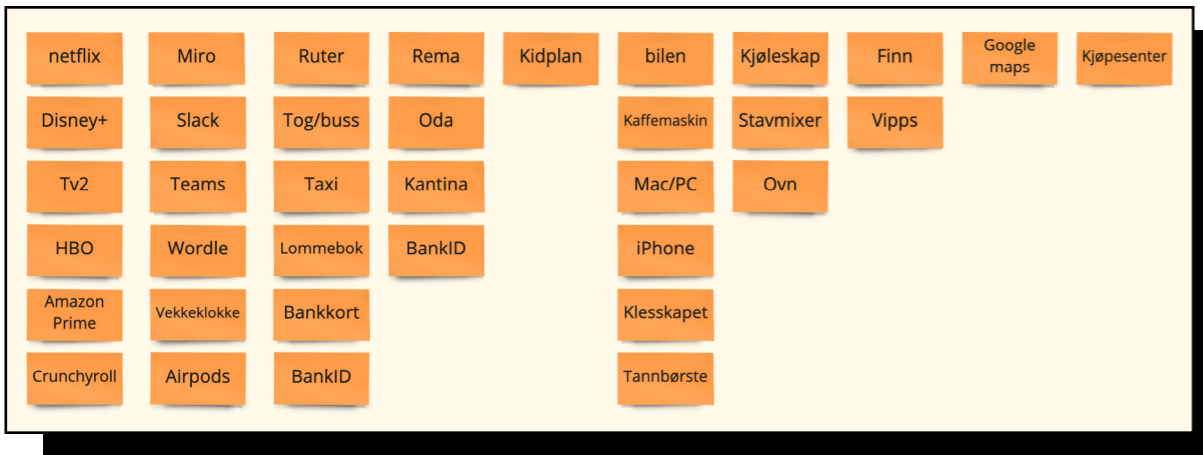 netflix
Miro
Ruter
Rema
Kidplan
bilen
Kjøleskap
Finn
Google
maps
Kjøpesenter
Disney+
Slack
Tog/buss
Oda
Kaffemaskin
Stavmixer
Vipps
Tv2
Teams
Taxi
Kantina
Mac/PC
Ovn
HBO
Wordle
Lommebok
BankID
iPhone
Amazon
Prime
Vekkeklokke
Bankkort
Klesskapet
Crunchyroll
Airpods
BankID
Tannbørste